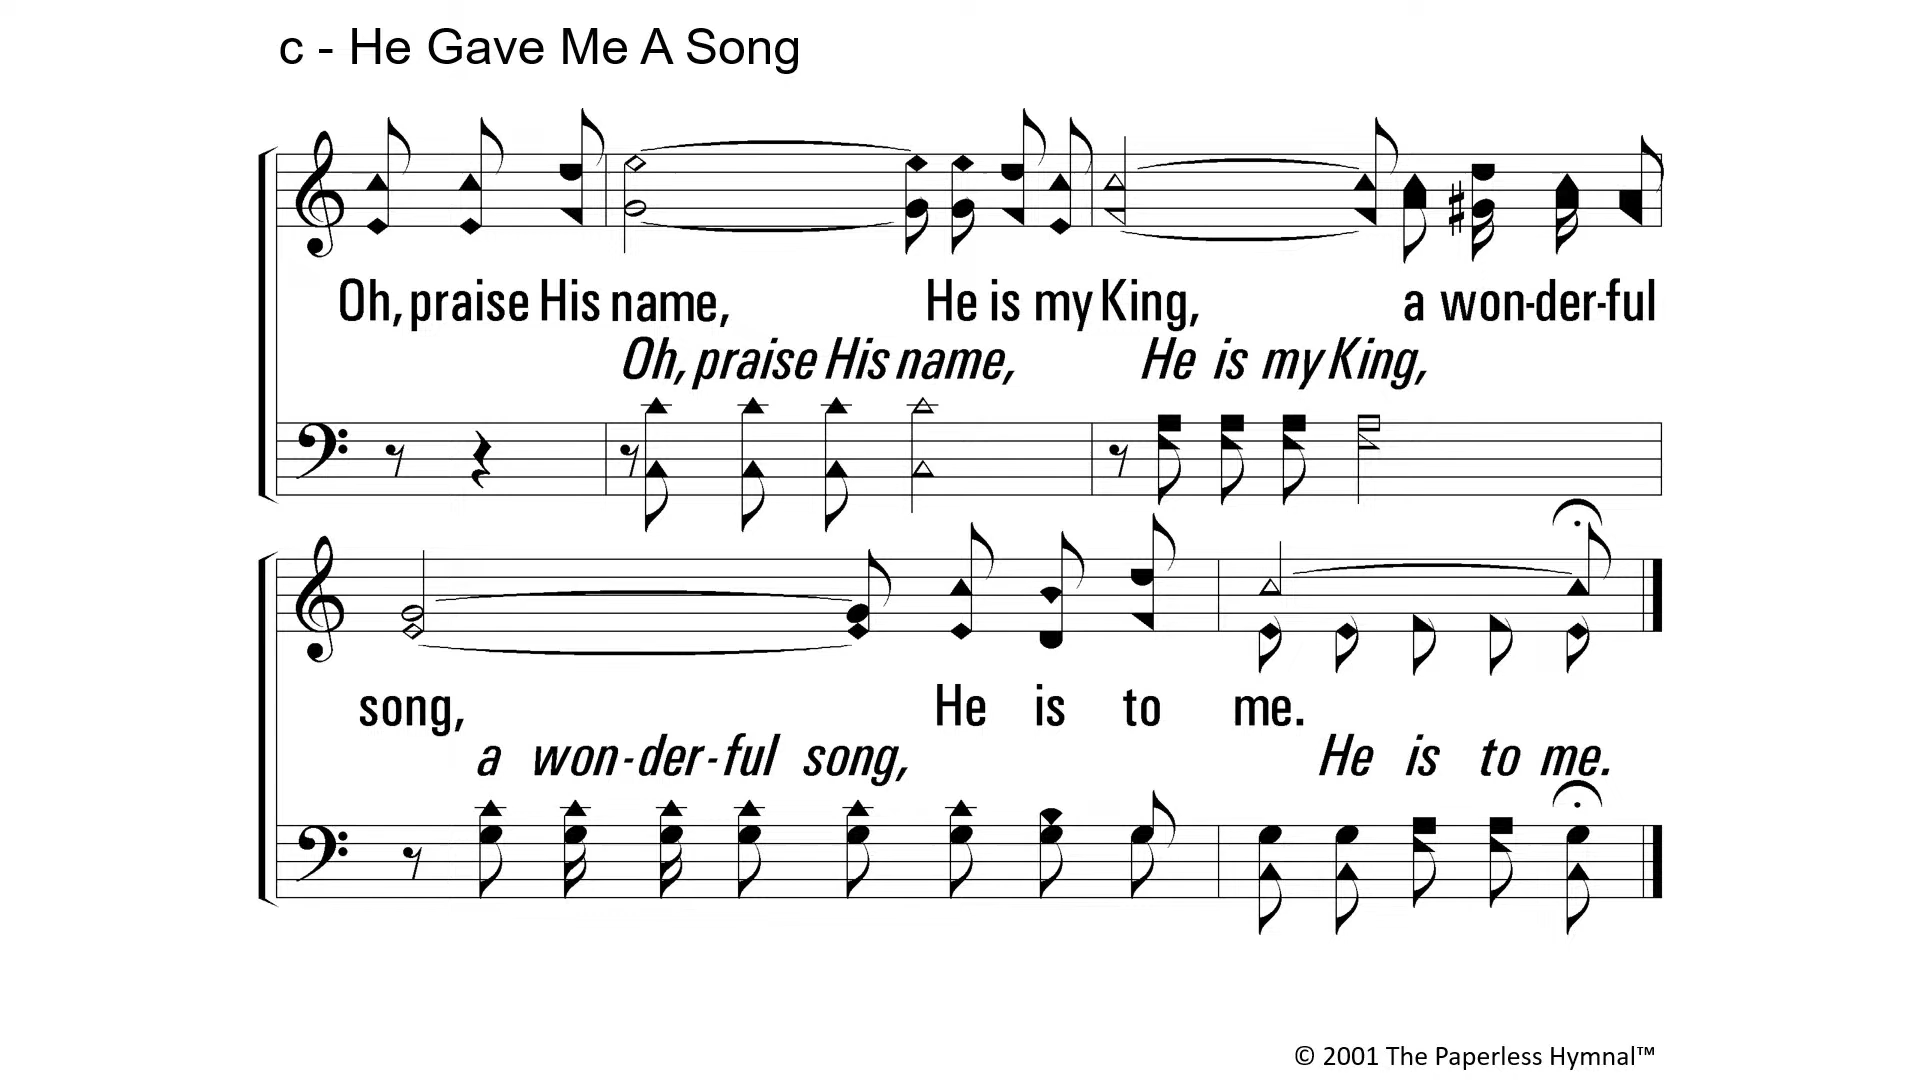 c - He Gave Me A Song
Oh, praise His name, He is my King, a won-der-ful
Oh, praise His name, He is my King,
song, He is to me.
a won-der-ful song, He is to me.
© 2001 The Paperless Hymnal™